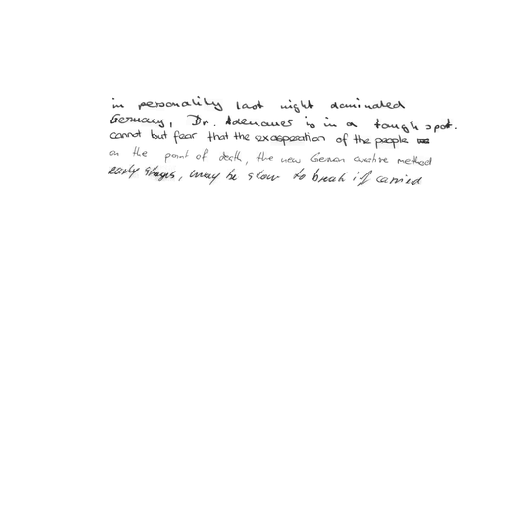 in personality last night dominated
Germany, Dr. Adenauer is in a tough spot.
cannot but fear that the exasperation of the people
on the point of death, the new German method
early stages, may be slow to break if carried